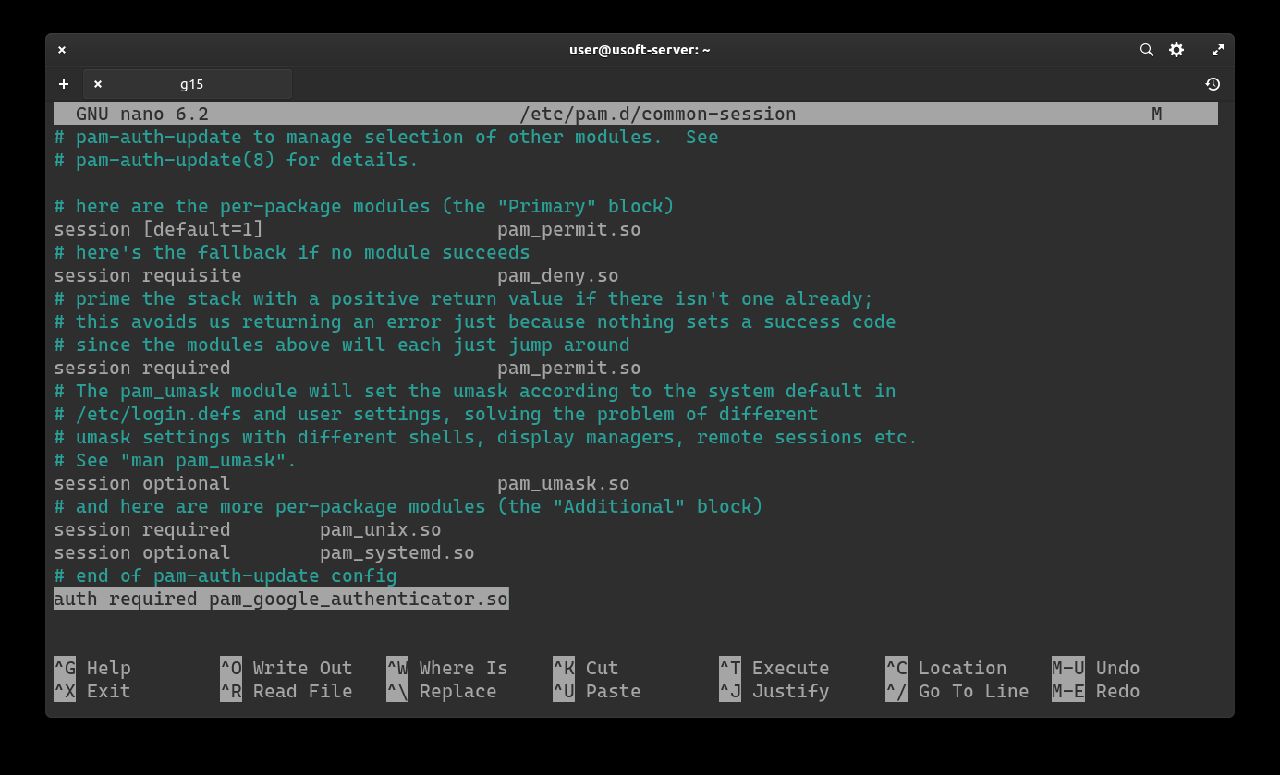 user@usoft-server: ~
g15
GNU nano 6.2 /etc/pam.d/common-session M
# pam-auth-update to manage selection of other modules.  See
# pam-auth-update(8) for details.
# here are the per-package modules (the "Primary" block)
session [default=1] pam_permit.so
# here's the fallback if no module succeeds
session requisite pam_deny.so
# prime the stack with a positive return value if there isn't one already;
# this avoids us returning an error just because nothing sets a success code
# since the modules above will each just jump around
session required pam_permit.so
# The pam_umask module will set the umask according to the system default in
# /etc/login.defs and user settings, solving the problem of different
# umask settings with different shells, display managers, remote sessions etc.
# See "man pam_umask".
session optional pam_umask.so
# and here are more per-package modules (the "Additional" block)
session required pam_unix.so
session optional pam_systemd.so
# end of pam-auth-update config
auth required pam_google_authenticator.so
^G Help ^O Write Out ^W Where Is ^K Cut ^T Execute ^C Location M-U Undo
^X Exit ^R Read File ^\ Replace ^U Paste ^J Justify ^/ Go To Line M-E Redo